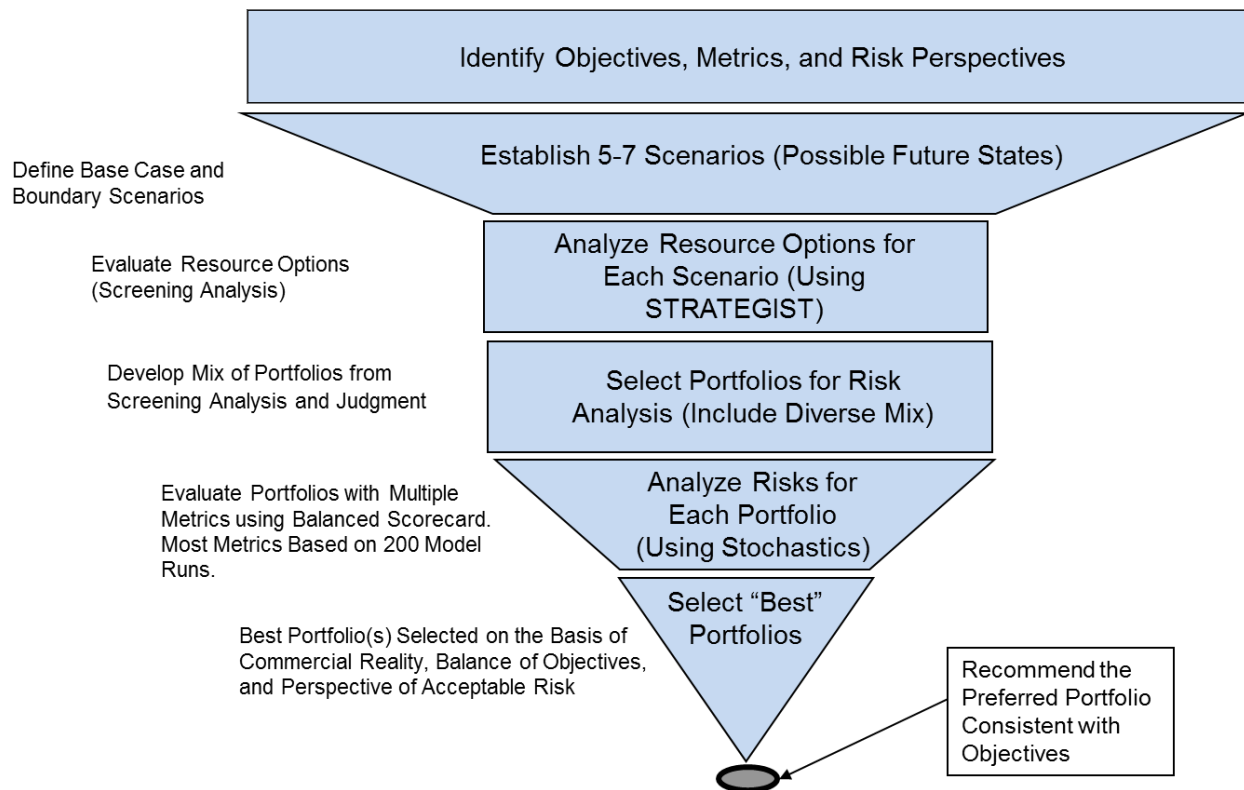 Identify Objectives, Metrics, and Risk Perspectives
Establish 5-7 Scenarios (Possible Future States)
Define Base Case and
Boundary Scenarios
Analyze Resource Options for
Each Scenario (Using
STRATEGIST)
Evaluate Resource Options
(Screening Analysis)
Select Portfolios for Risk
Analysis (Include Diverse Mix)
Develop Mix of Portfolios from
Screening Analysis and Judgment
Analyze Risks for
Each Portfolio
(Using Stochastics)
Evaluate Portfolios with Multiple
Metrics using Balanced Scorecard.
Most Metrics Based on 200 Model
Runs.
Select “Best”
Portfolios
Best Portfolio(s) Selected on the Basis of
Commercial Reality, Balance of Objectives,
and Perspective of Acceptable Risk
Recommend the
Preferred Portfolio
Consistent with
Objectives